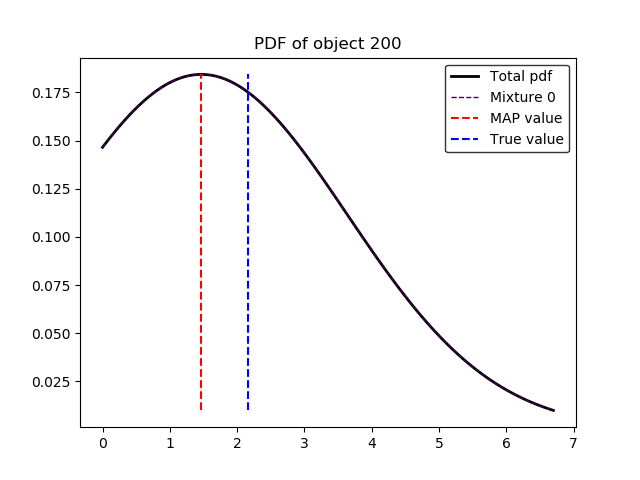 PDF of object 200
Total pdf
Mixture 0
MAP value
True value
0.175
0.150
0.125
0.100
0.075
0.050
0.025
0 1 2 3 4 5 6 7